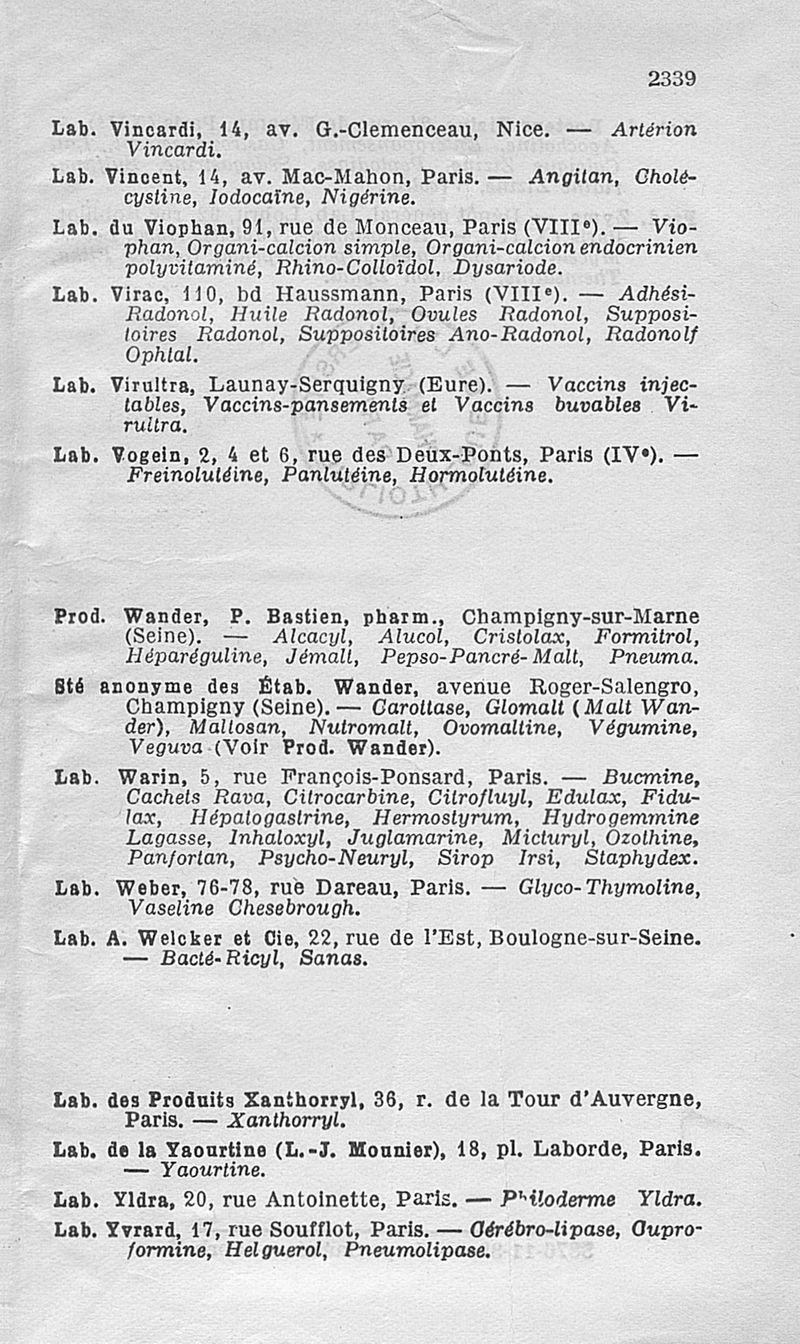 2339
Lab. Vincardi, 14, av. G.-Clemenceau, Nice. — Artérion
Vincardi.
Lab. Vincent, 14, av. Mac-Mahon, Paris. — Angitan, Cholé-
cystine, Iodocaïne, Nigérine.
Lab. du Viophan, 91, rue de Monceau, Paris (VIIIe). — Vio-
phan, Organi-calcion simple, Organi-calcion endocrinien
polyvitaminé, Rhino-Colloïdol, Dysariode.
Lab. Virac, 110, bd Haussmann, Paris (VIIIe). — Adhési-
Radonol, Huile Radonol, Ovules Radonol, Supposi-
toires Radonol, Suppositoires Ano-Radonol, Radonolf
Ophtal.
Lab. Virultra, Launay-Serquigny (Eure). — Vaccins injec-
tables, Vaccins-pansements et Vaccins buvables Vi-
rultra.
Lab. Vogein, 2, 4 et 6, rue des Deux-Ponts, Paris (IVe). —
Freinolutéine, Panlutéine, Hormolutéine.
Prod. Wander, P. Bastien, pharm., Champigny-sur-Marne
(Seine). — Alcacyl, Alucol, Cristolax, Formitrol,
Héparéguline, Jémalt, Pepso-Pancré-Malt, Pneuma.
Sté anonyme des Étab. Wander, avenue Roger-Salengro,
Champigny (Seine). — Carottase, Glomalt (Malt Wan-
der), Maltosan, Nutromalt, Ovomaltine, Végumine,
Veguva (Voir Prod. Wander).
Lab. Warin, 5, rue François-Ponsard, Paris. — Bucmine,
Cachets Rava, Citrocarbine, Citrofluyl, Edulax, Fidu-
lax, Hépatogastrine, Hermostyrum, Hydrogemmine
Lagasse, Inhaloxyl, Juglamarine, Micturyl, Ozothine,
Panfortan, Psycho-Neuryl, Sirop Irsi, Staphydex.
Lab. Weber, 76-78, rue Dareau, Paris. — Glyco-Thymoline,
Vaseline Chesebrough.
Lab. A. Welcker et Cie, 22, rue de l'Est, Boulogne-sur-Seine.
— Bacté-Ricyl, Sanas.
Lab. des Produits Xanthorryl, 36, r. de la Tour d'Auvergne,
Paris. — Xanthorryl.
Lab. de la Yaourtine (L.-J. Mounier), 18, pl. Laborde, Paris.
— Yaourtine.
Lab. Yldra, 20, rue Antoinette, Paris. — Philoderme Yldra.
Lab. Yvrard, 17, rue Soufflot, Paris. — Cérébro-lipase, Cupro-
formine, Helguerol, Pneumolipase.